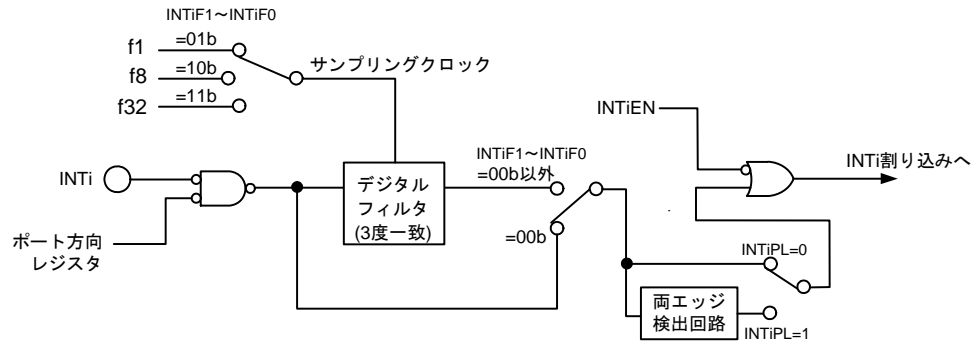 INTiF1～INTiF0
f1
=01b
f8
=10b
f32
=11b
サンプリングクロック
INTi
ポート方向
レジスタ
デジタル
フィルタ
(3度一致)
INTiF1～INTiF0
=00b以外
=00b
INTiEN
INTi割り込みへ
INTiPL=0
両エッジ
検出回路
INTiPL=1